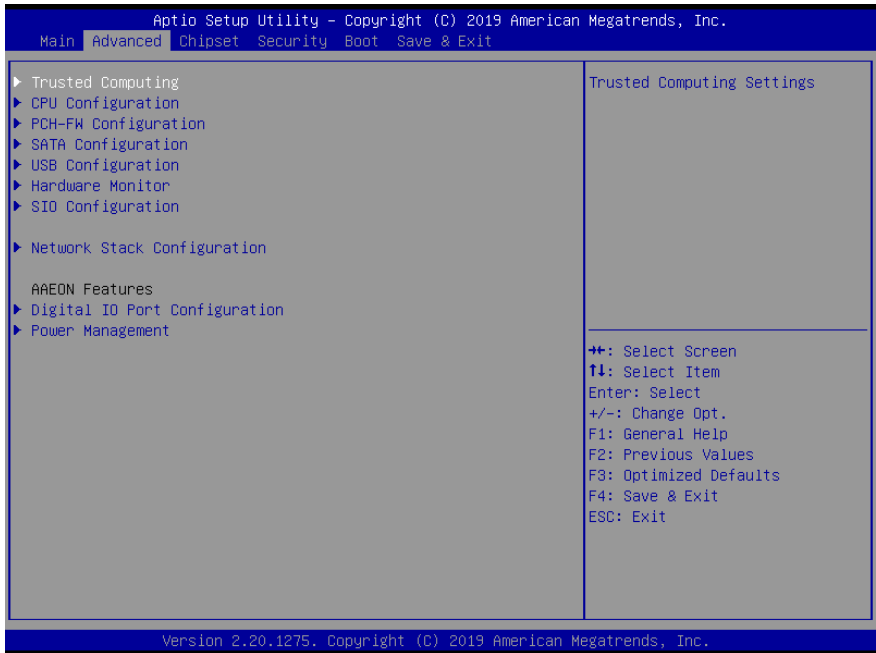 Aptio Setup Utility – Copyright (C) 2019 American Megatrends, Inc.
Main Advanced Chipset Security Boot Save & Exit
Trusted Computing
CPU Configuration
PCH-FW Configuration
SATA Configuration
USB Configuration
Hardware Monitor
SIO Configuration
Network Stack Configuration
AAEON Features
Digital IO Port Configuration
Power Management
Trusted Computing Settings
→←: Select Screen
↑↓: Select Item
Enter: Select
+/-: Change Opt.
F1: General Help
F2: Previous Values
F3: Optimized Defaults
F4: Save & Exit
ESC: Exit
Version 2.20.1275. Copyright (C) 2019 American Megatrends, Inc.